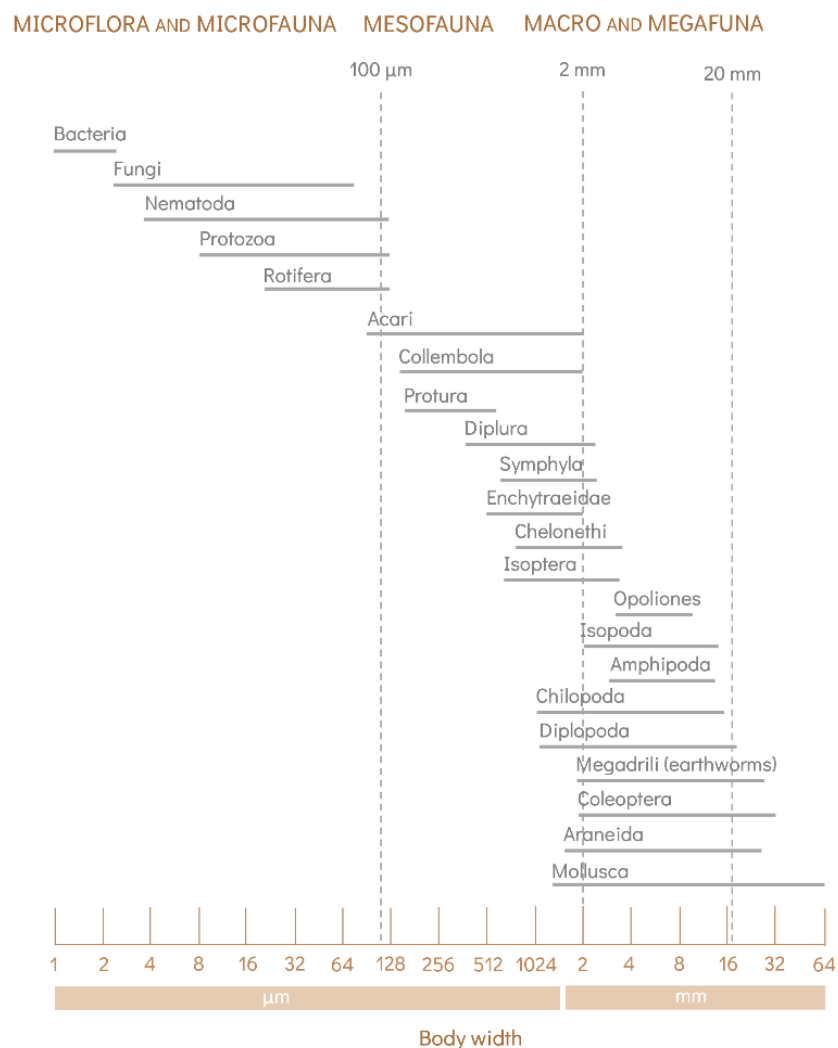 MICROFLORA AND MICROFAUNA MESOFAUNA MACRO AND MEGAFUNA
100 µm 2 mm 20 mm
Bacteria
Fungi
Nematoda
Protozoa
Rotifera
Acari
Collembola
Protura
Diplura
Symphyla
Enchytraeidae
Chelonethi
Isoptera
Opoliones
Isopoda
Amphipoda
Chilopoda
Diplopoda
Megadrili (earthworms)
Coleoptera
Araneida
Mollusca
1 2 4 8 16 32 64 128 256 512 1024 2 4 8 16 32 64
µm mm
Body width